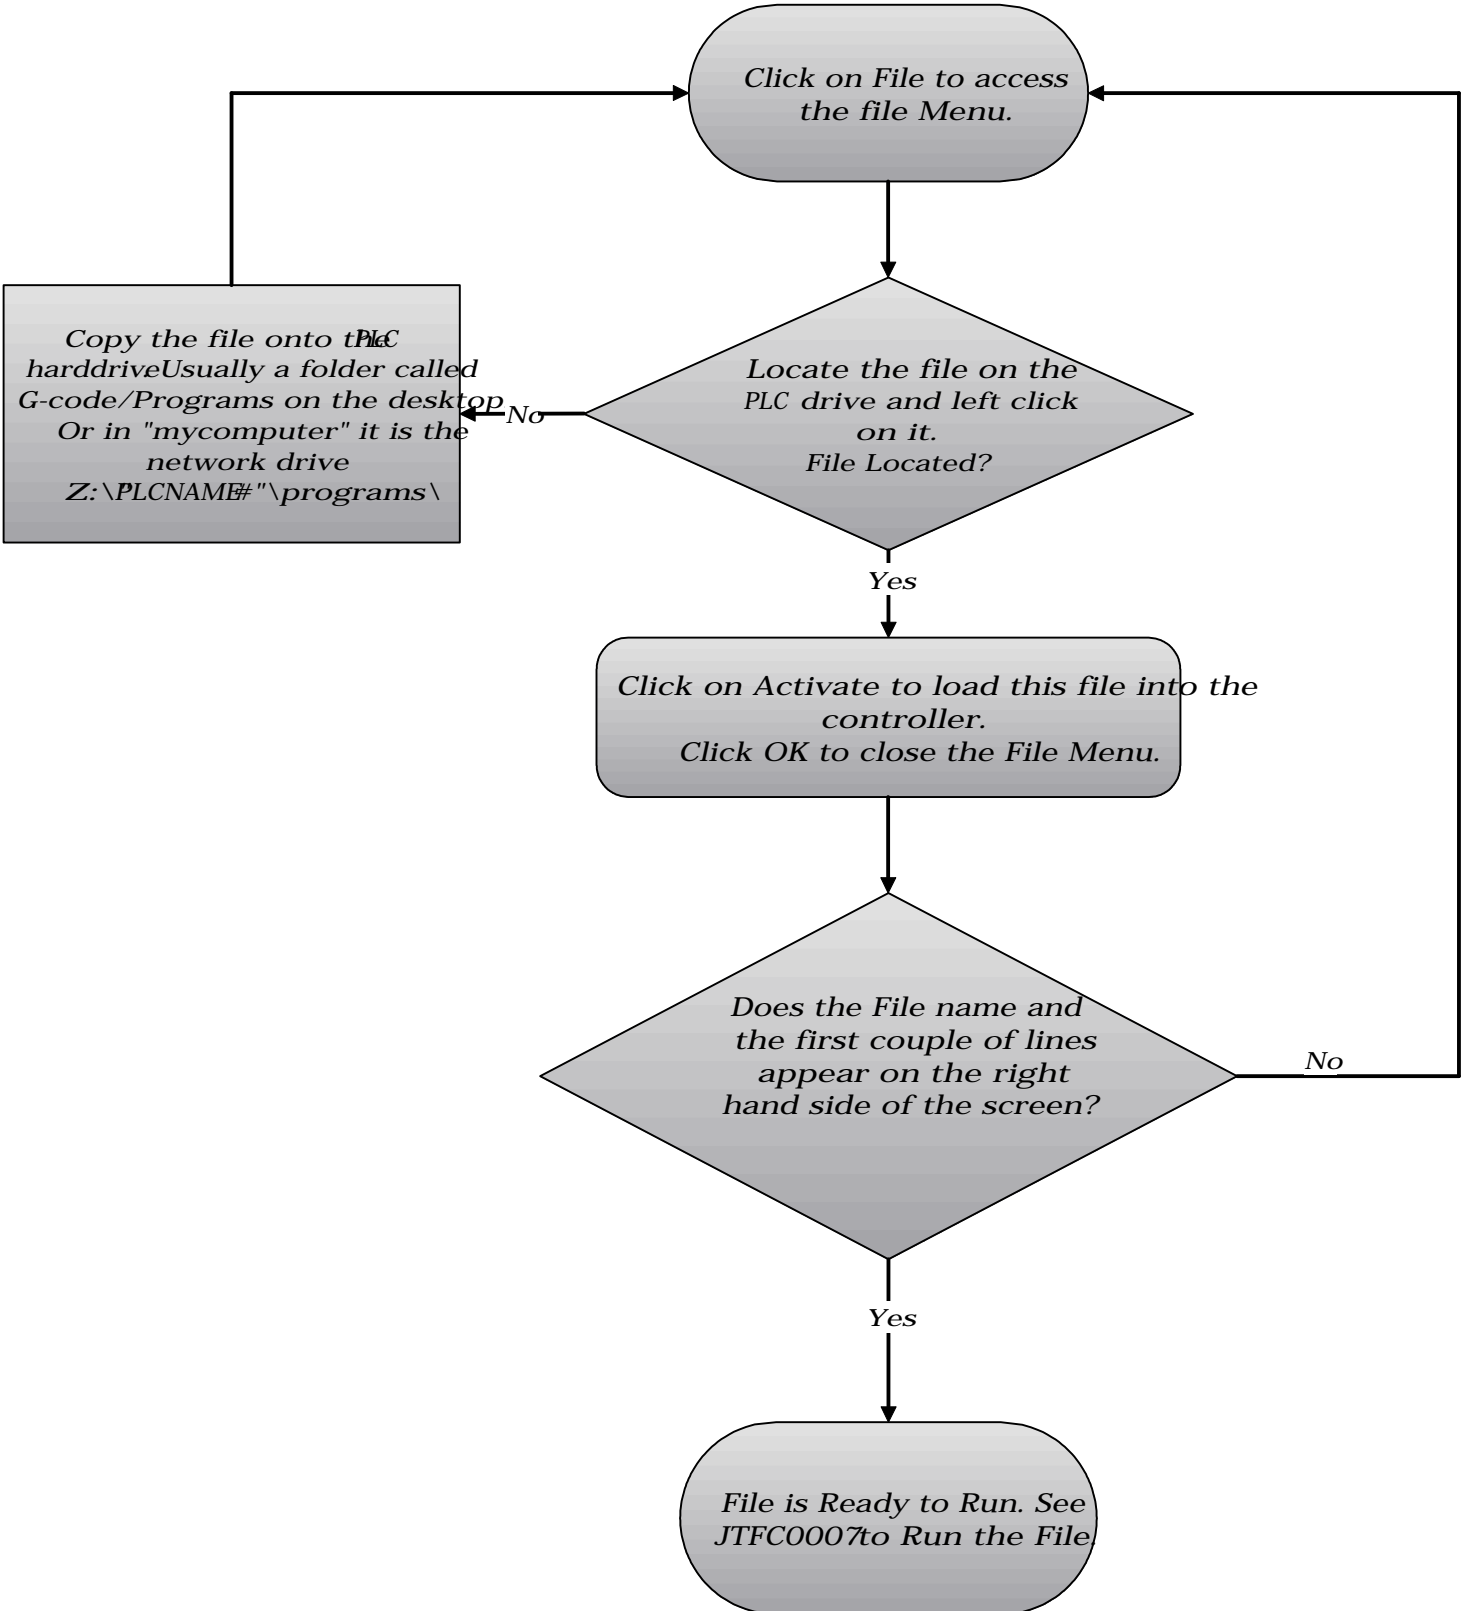 Click on File to access
the file Menu.
Copy the file onto the PLC
harddrive. Usually a folder called
G-code/Programs on the desktop
Or in "mycomputer" it is the
network drive
Z:\"PLCNAME#"\programs\
No
Locate the file on the
PLC drive and left click
on it.
File Located?
Yes
Click on Activate to load this file into the
controller.
Click OK to close the File Menu.
Does the File name and
the first couple of lines
appear on the right
hand side of the screen?
No
Yes
File is Ready to Run. See
JTFC0007 to Run the File.